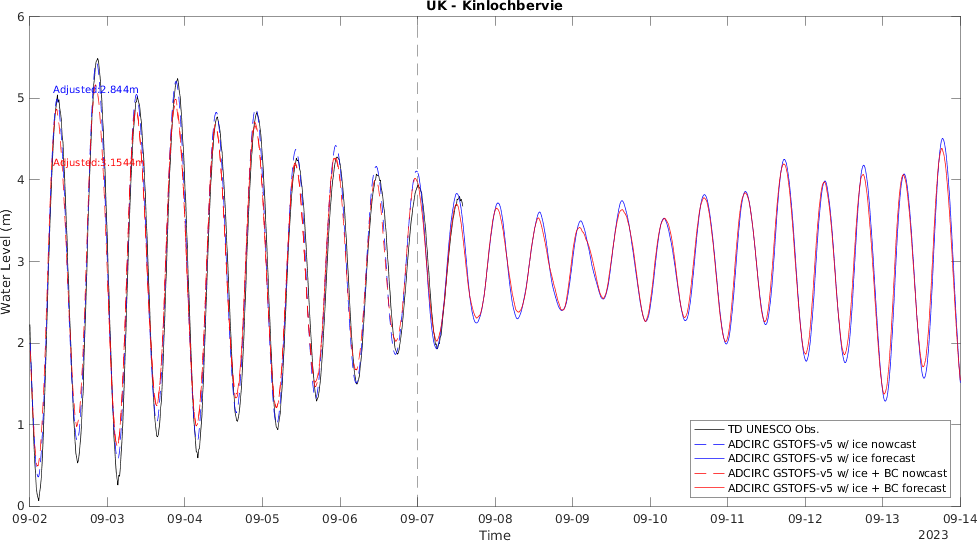 UK - Kinlochbervie
6
5
4
3
2
1
0
Water Level (m)
Adjusted:2.844m
Adjusted:3.1544m
TD UNESCO Obs.
ADCIRC GSTOFS-v5 w/ ice nowcast
ADCIRC GSTOFS-v5 w/ ice forecast
ADCIRC GSTOFS-v5 w/ ice + BC nowcast
ADCIRC GSTOFS-v5 w/ ice + BC forecast
09-02 09-03 09-04 09-05 09-06 09-07 09-08 09-09 09-10 09-11 09-12 09-13 09-14
Time
2023